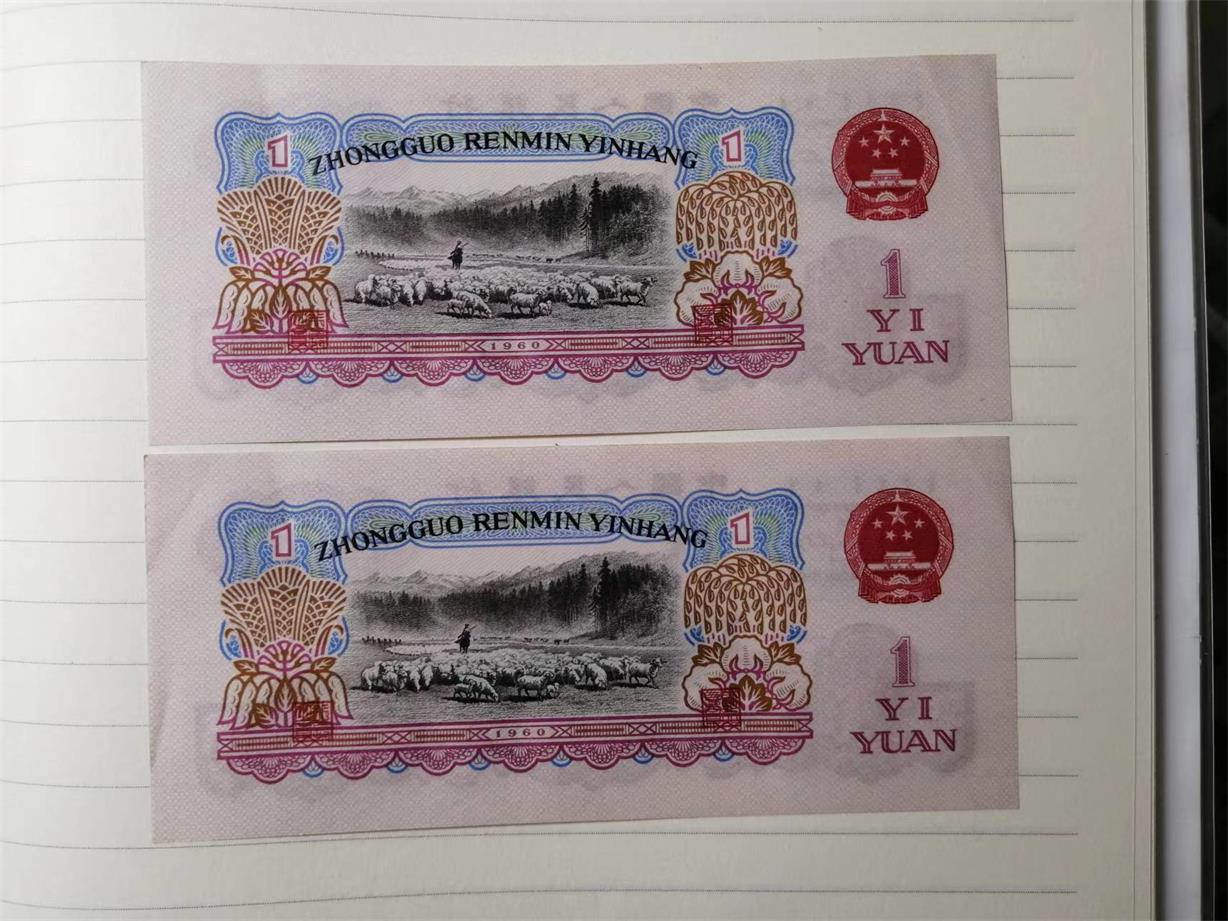 1 1
ZHONGGUO RENMIN YINHANG
1
YI
YUAN
1960
1 1
ZHONGGUO RENMIN YINHANG
1
YI
YUAN
1960